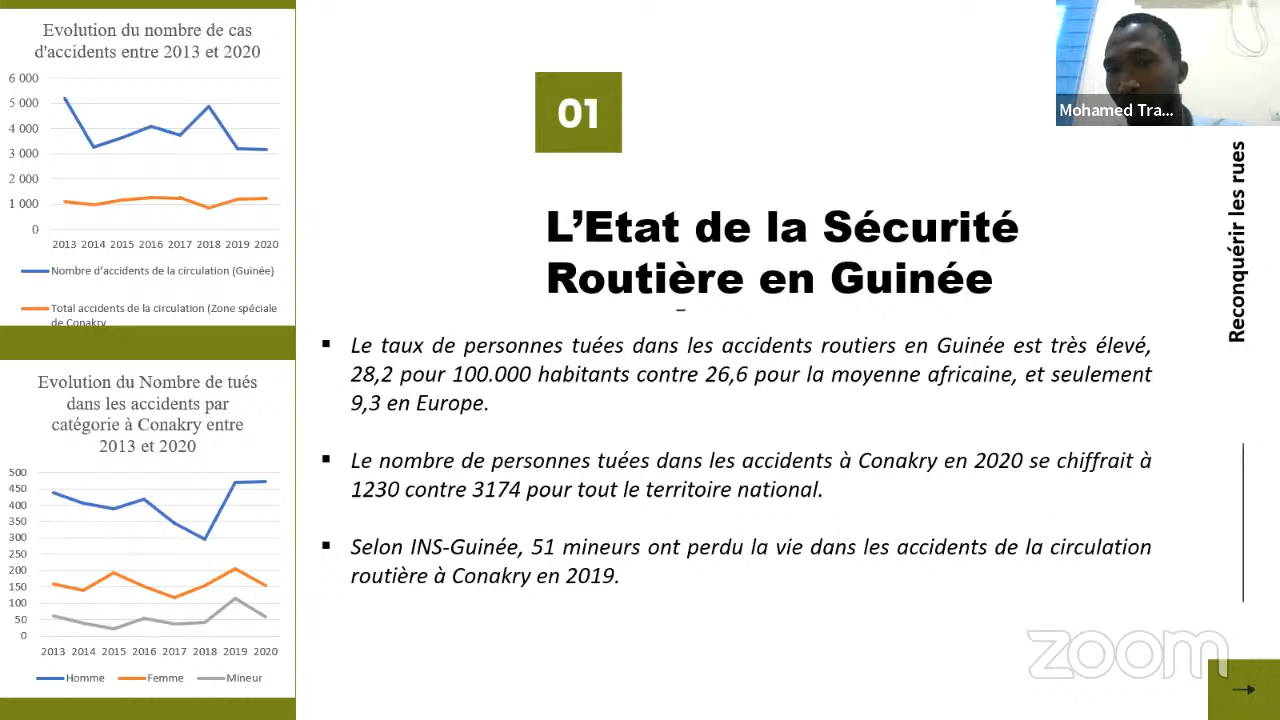 Evolution du nombre de cas
d'accidents entre 2013 et 2020
6 000
5 000
4 000
3 000
2 000
1 000
0
2013 2014 2015 2016 2017 2018 2019 2020
Nombre d'accidents de la circulation (Guinée)
Total accidents de la circulation (Zone spéciale
de Conakry
Evolution du Nombre de tués
dans les accidents par
catégorie à Conakry entre
2013 et 2020
500
450
400
350
300
250
200
150
100
50
0
2013 2014 2015 2016 2017 2018 2019 2020
Homme Femme Mineur
01
L'Etat de la Sécurité
Routière en Guinée
–
▪ Le taux de personnes tuées dans les accidents routiers en Guinée est très élevé,
28,2 pour 100.000 habitants contre 26,6 pour la moyenne africaine, et seulement
9,3 en Europe.
▪ Le nombre de personnes tuées dans les accidents à Conakry en 2020 se chiffrait à
1230 contre 3174 pour tout le territoire national.
▪ Selon INS-Guinée, 51 mineurs ont perdu la vie dans les accidents de la circulation
routière à Conakry en 2019.
Mohamed Tra...
Reconquérir les rues
zoom
→